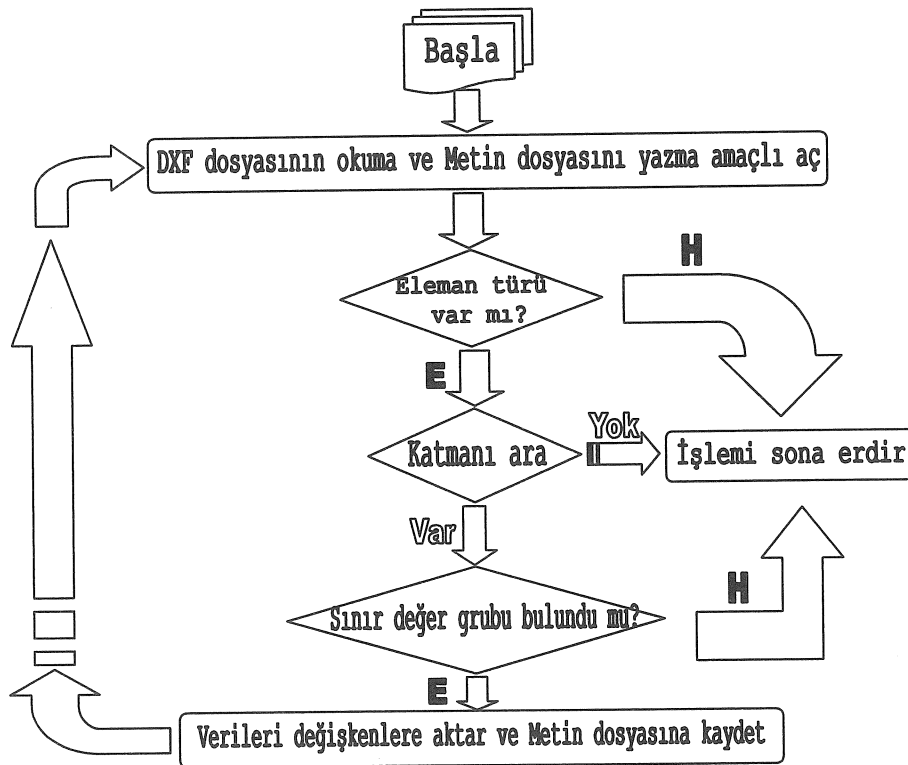 Başla
DXF dosyasının okuma ve Metin dosyasını yazma amaçlı aç
Eleman türü
var mı?
H
E
Katmanı ara
Yok
İşlemi sona erdir
Var
Sınır değer grubu bulundu mu?
H
E
Verileri değişkenlere aktar ve Metin dosyasına kaydet